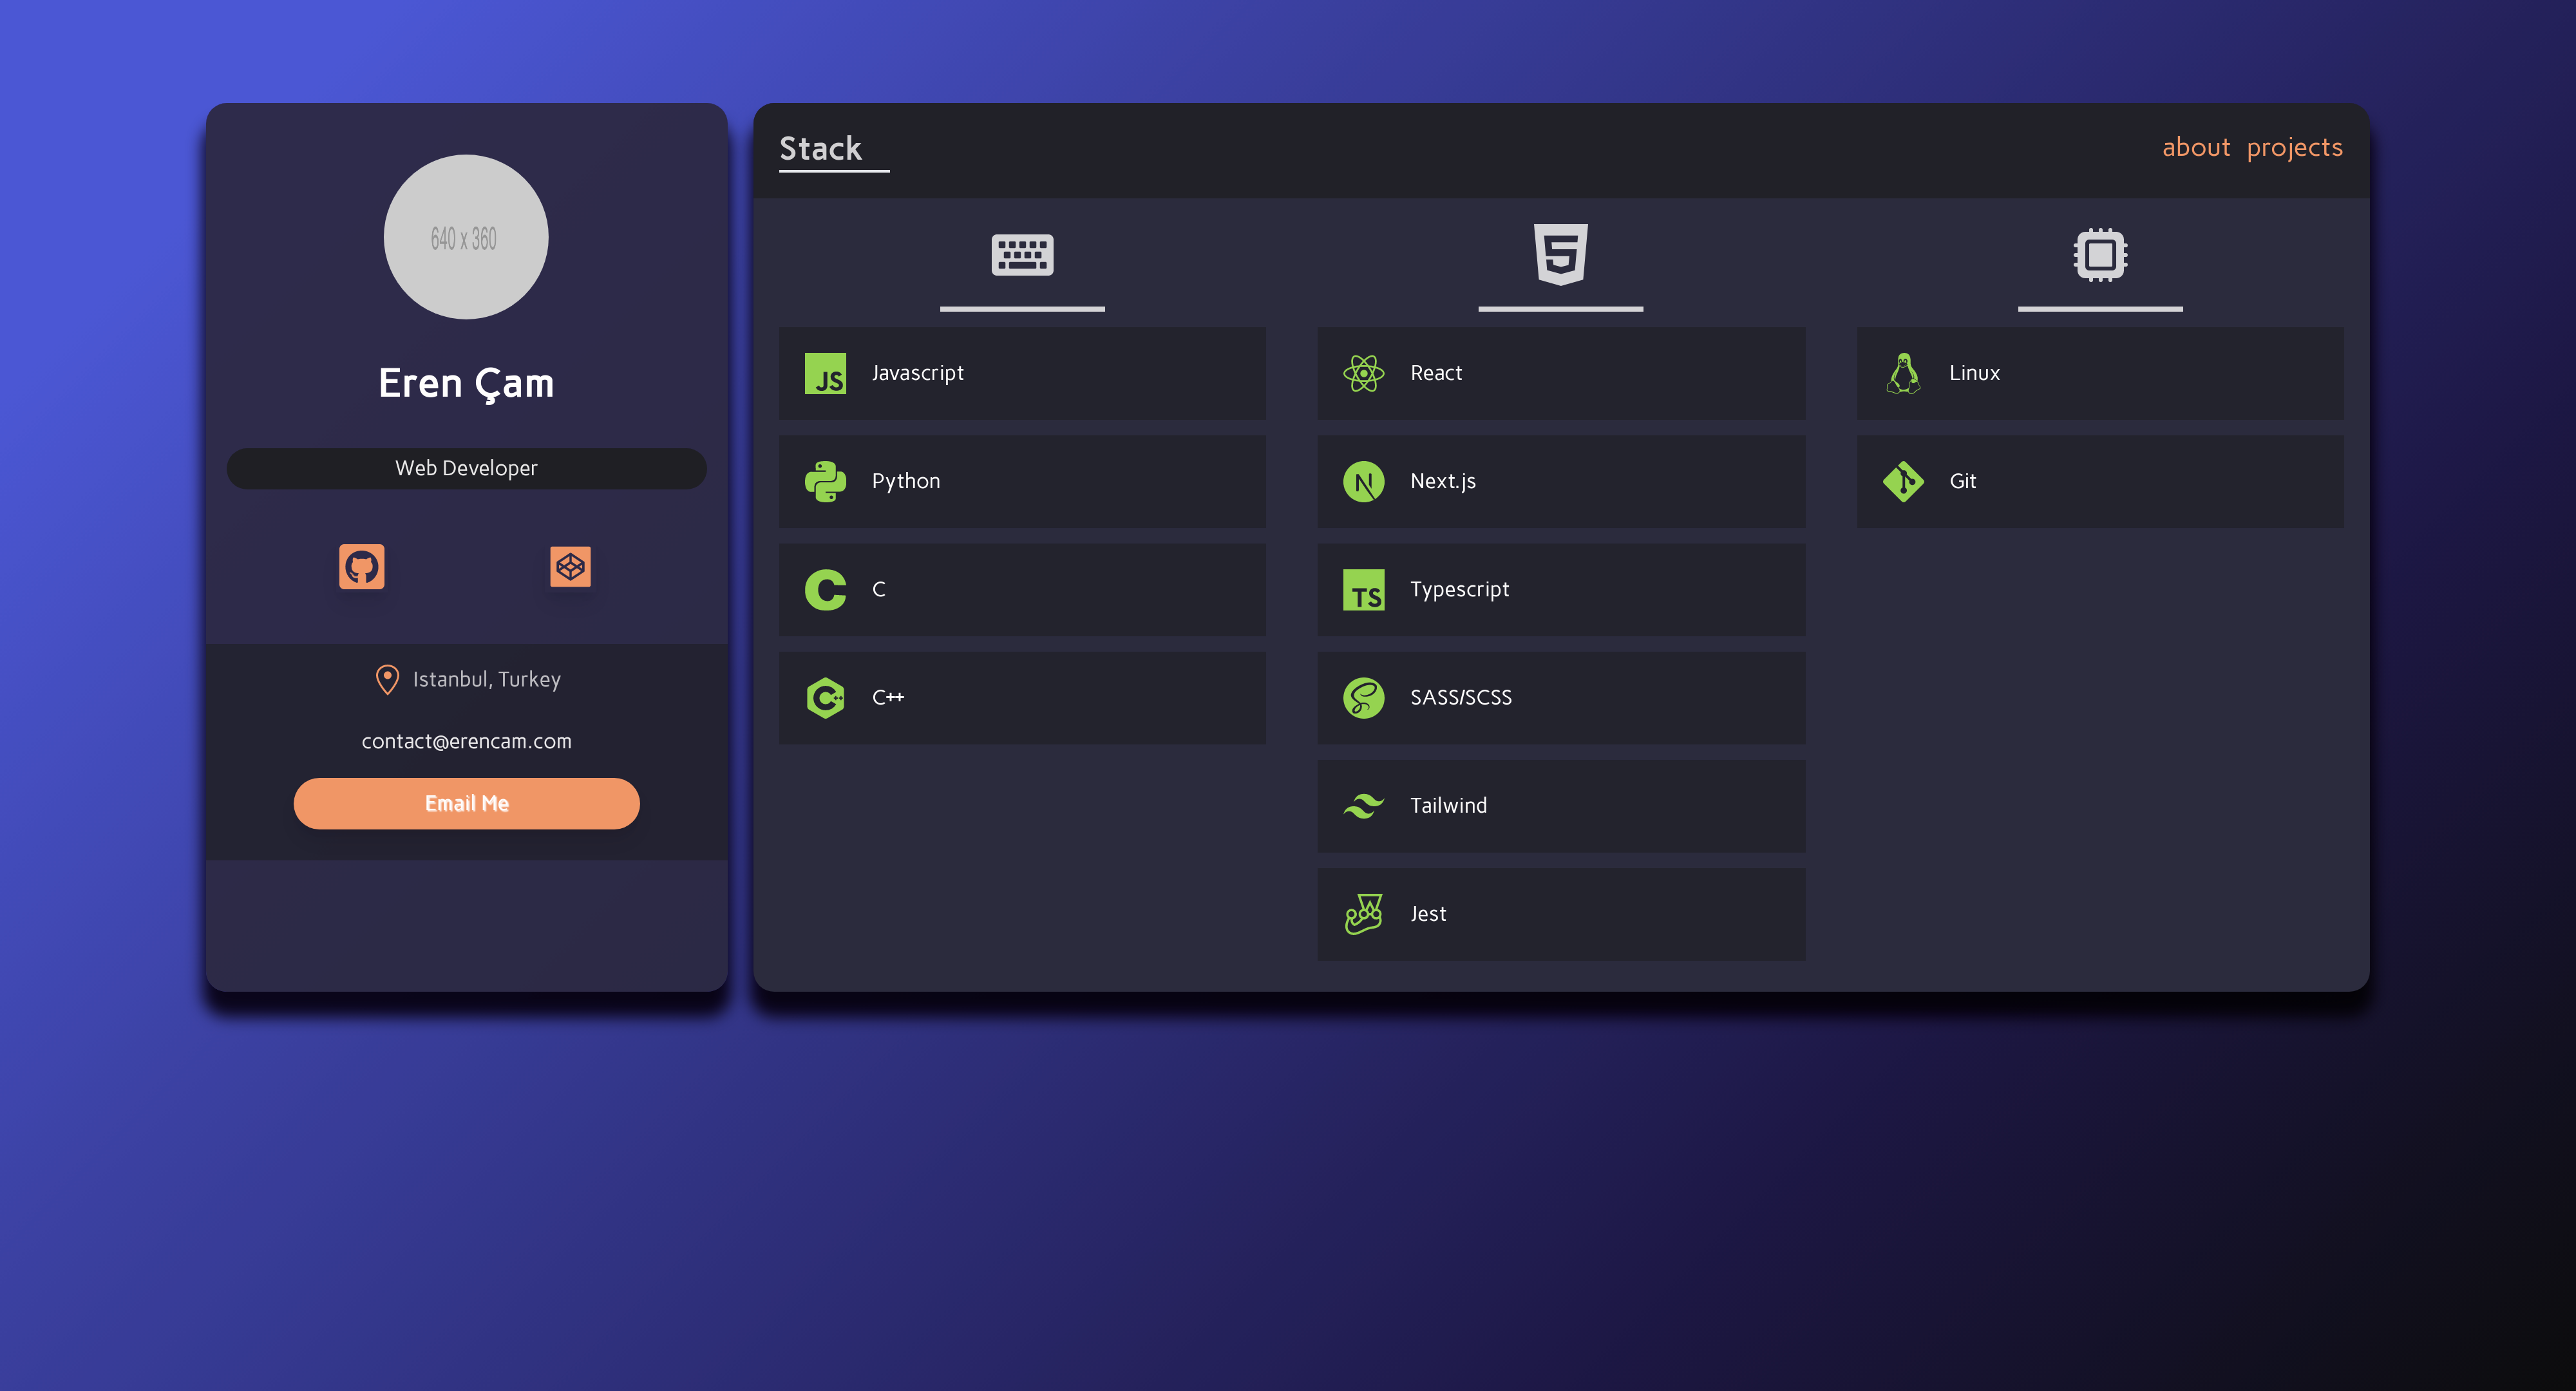 640 x 360
Eren Çam
Web Developer
Istanbul, Turkey
contact@erencam.com
Email Me
Stack
about projects
JS Javascript
Python
C C
C++ C++
5
React
N Next.js
TS Typescript
SASS/SCSS
Tailwind
Jest
Linux
Git